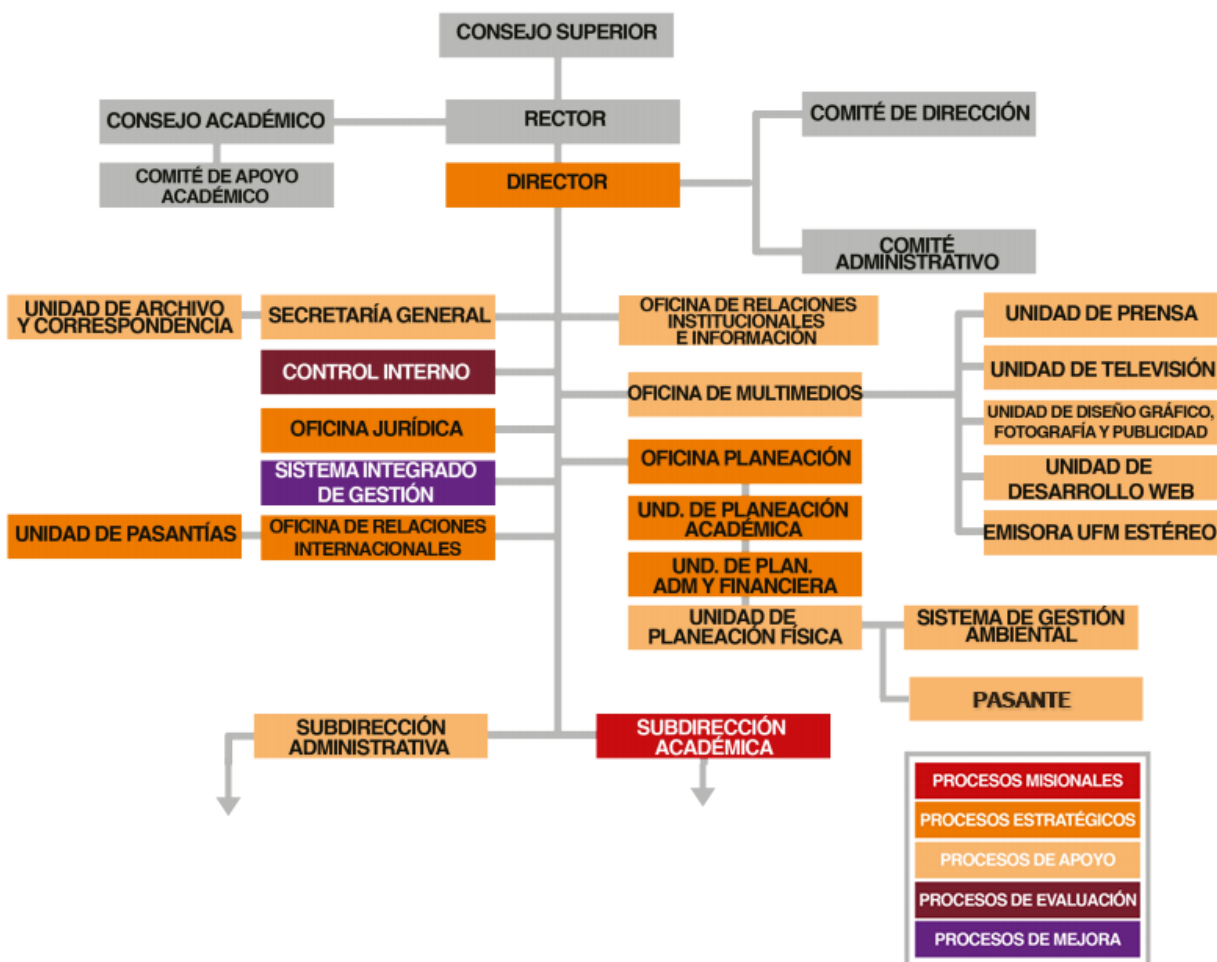 CONSEJO SUPERIOR
CONSEJO ACADÉMICO
RECTOR
COMITÉ DE DIRECCIÓN
COMITÉ DE APOYO
ACADÉMICO
DIRECTOR
COMITÉ
ADMINISTRATIVO
UNIDAD DE ARCHIVO
Y CORRESPONDENCIA
SECRETARÍA GENERAL
OFICINA DE RELACIONES
INSTITUCIONALES
E INFORMACIÓN
UNIDAD DE PRENSA
CONTROL INTERNO
OFICINA DE MULTIMEDIOS
UNIDAD DE TELEVISIÓN
OFICINA JURÍDICA
UNIDAD DE DISEÑO GRÁFICO,
FOTOGRAFÍA Y PUBLICIDAD
OFICINA PLANEACIÓN
SISTEMA INTEGRADO
DE GESTIÓN
UNIDAD DE
DESARROLLO WEB
UNIDAD DE PASANTÍAS
OFICINA DE RELACIONES
INTERNACIONALES
UND. DE PLANEACIÓN
ACADÉMICA
EMISORA UFM ESTÉREO
UND. DE PLAN.
ADM Y FINANCIERA
UNIDAD DE
PLANEACIÓN FÍSICA
SISTEMA DE GESTIÓN
AMBIENTAL
PASANTE
SUBDIRECCIÓN
ADMINISTRATIVA
SUBDIRECCIÓN
ACADÉMICA
PROCESOS MISIONALES
PROCESOS ESTRATÉGICOS
PROCESOS DE APOYO
PROCESOS DE EVALUACIÓN
PROCESOS DE MEJORA